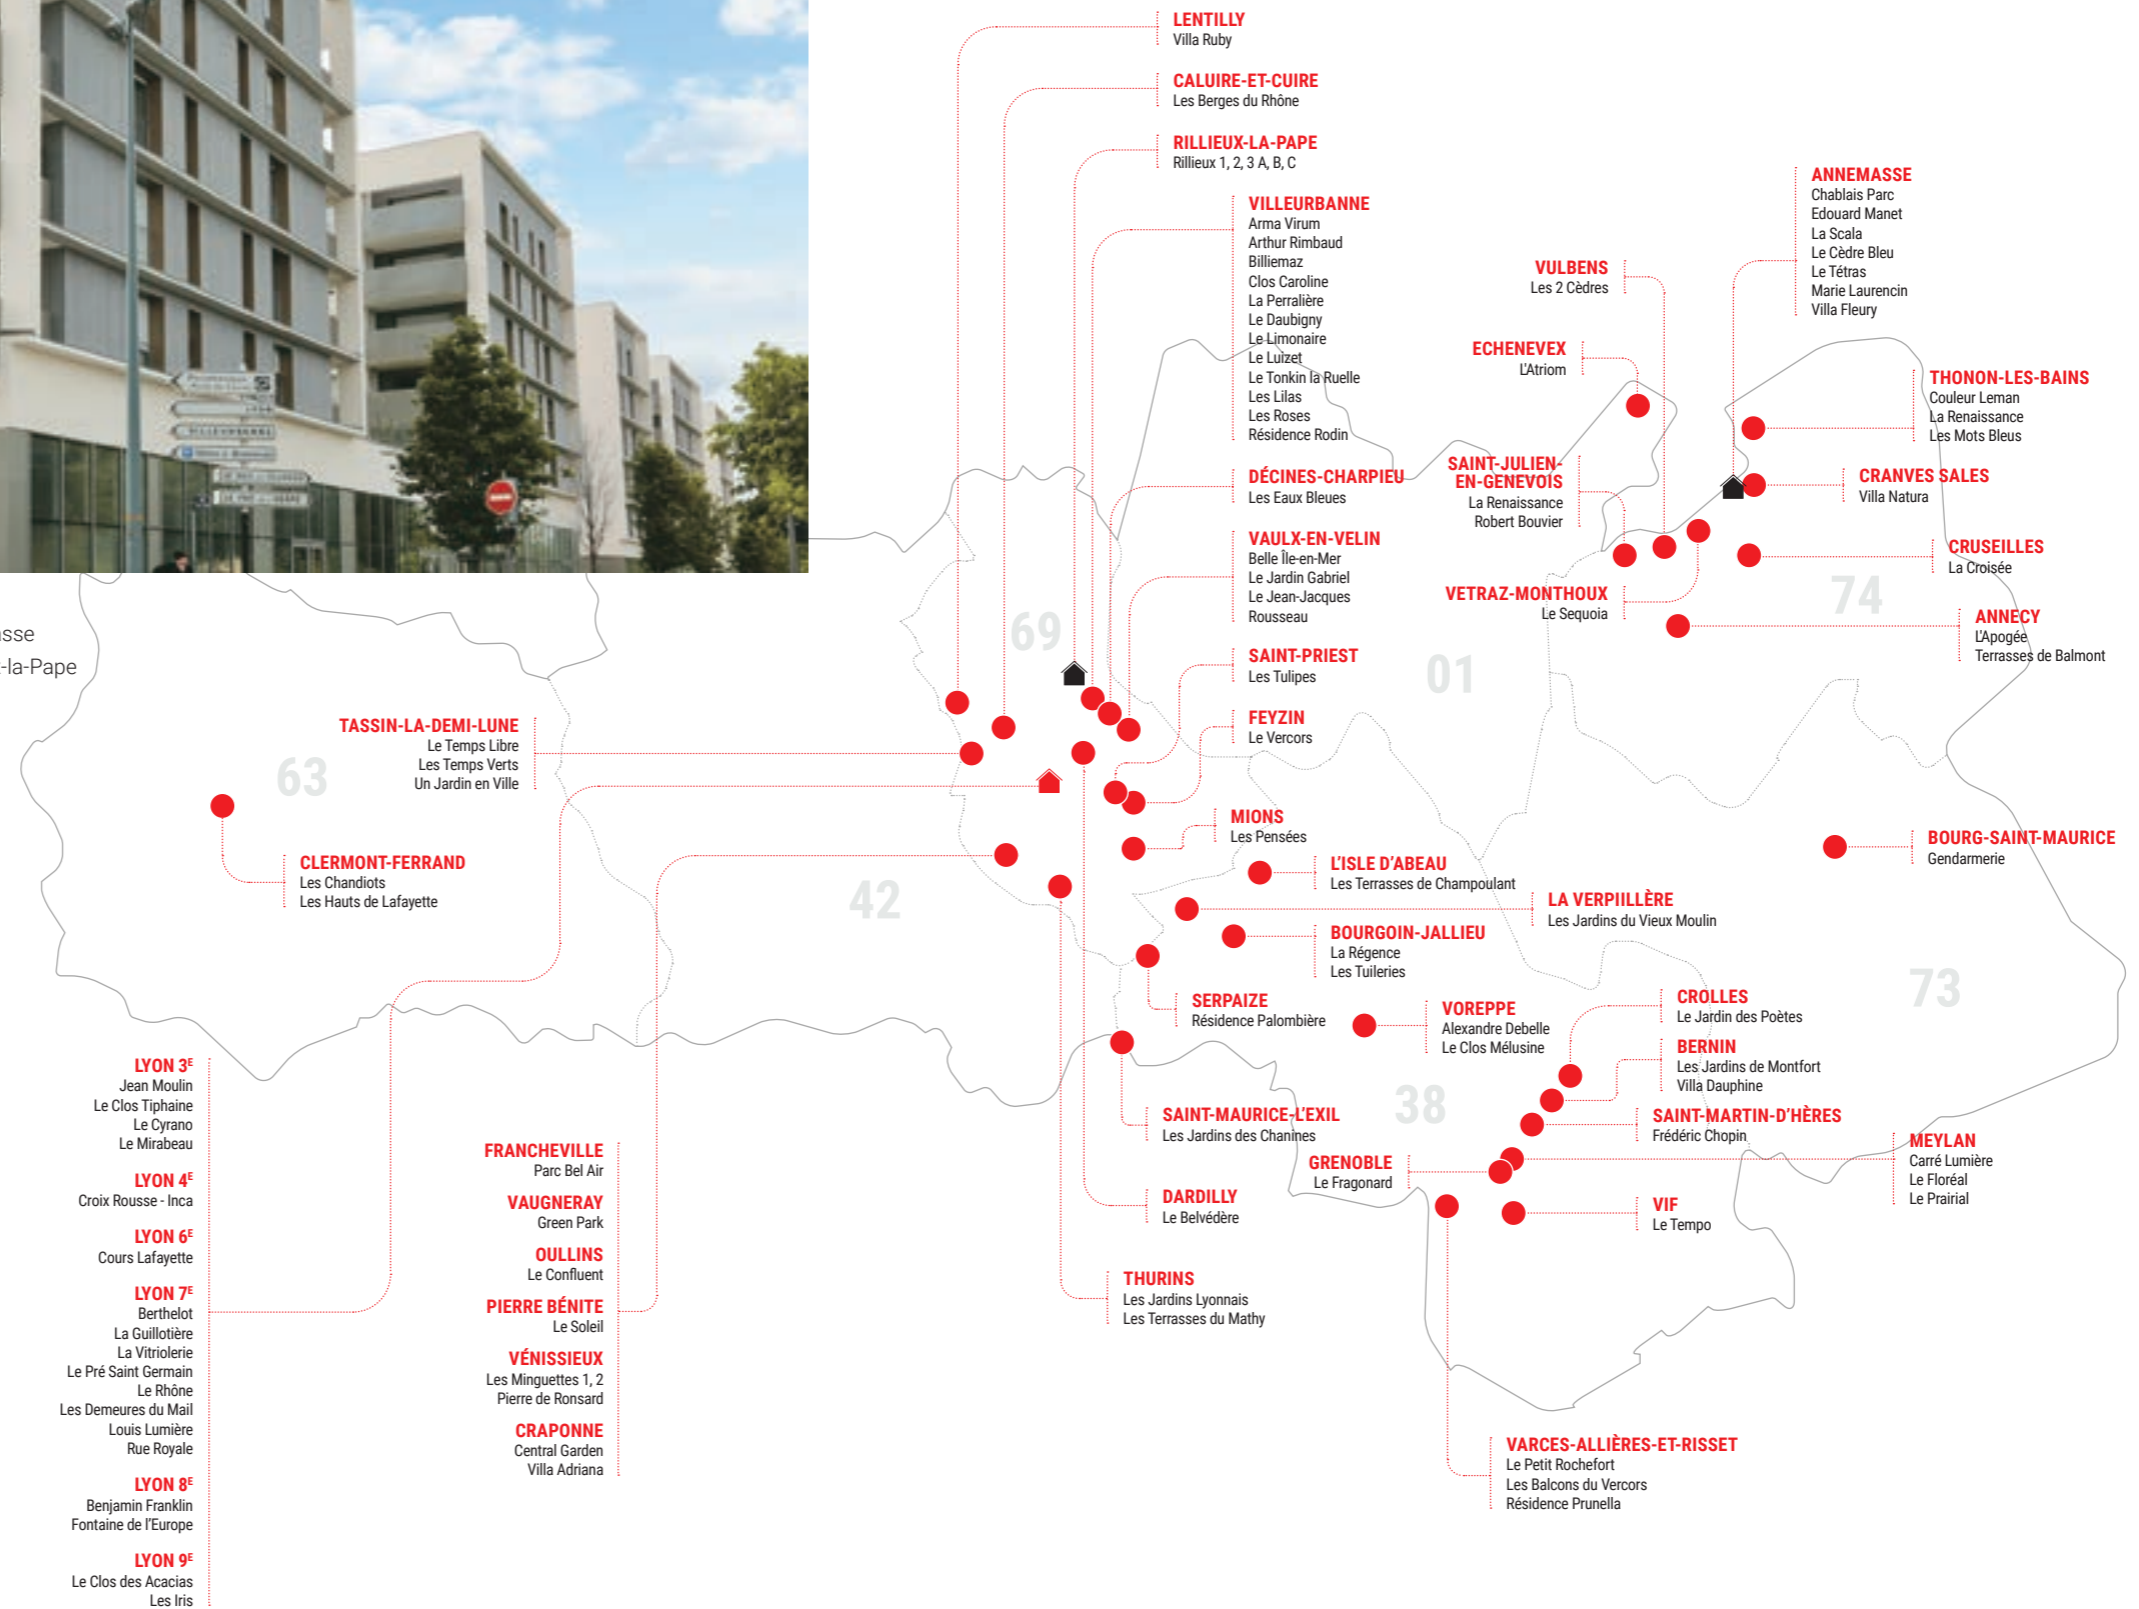 LENTILLY
Villa Ruby
CALUIRE-ET-CUIRE
Les Berges du Rhône
RILLIEUX-LA-PAPE
Rillieux 1, 2, 3 A, B, C
VILLEURBANNE
Arma Virum
Arthur Rimbaud
Billiemaz
Clos Caroline
La Perralière
Le Daubigny
Le Limonaire
Le Luizet
Le Tonkin la Ruelle
Les Lilas
Les Roses
Résidence Rodin
DÉCINES-CHARPIEU
Les Eaux Bleues
VAULX-EN-VELIN
Belle Île-en-Mer
Le Jardin Gabriel
Le Jean-Jacques
Rousseau
SAINT-PRIEST
Les Tulipes
FEYZIN
Le Vercors
MIONS
Les Pensées
VULBENS
Les 2 Cèdres
ECHENEVEX
L'Atriom
SAINT-JULIEN-
EN-GENEVOIS
La Renaissance
Robert Bouvier
VETRAZ-MONTHOUX
Le Sequoia
ANNEMASSE
Chablais Parc
Edouard Manet
La Scala
Le Cèdre Bleu
Le Tétras
Marie Laurencin
Villa Fleury
THONON-LES-BAINS
Couleur Leman
La Renaissance
Les Mots Bleus
CRANVES SALES
Villa Natura
CRUSEILLES
La Croisée
74
ANNECY
L'Apogée
Terrasses de Balmont
69
01
asse
-la-Pape
TASSIN-LA-DEMI-LUNE
Le Temps Libre
Les Temps Verts
Un Jardin en Ville
63
CLERMONT-FERRAND
Les Chandiots
Les Hauts de Lafayette
42
L'ISLE D'ABEAU
Les Terrasses de Champoulant
LA VERPIILLÈRE
Les Jardins du Vieux Moulin
BOURGOIN-JALLIEU
La Régence
Les Tuileries
BOURG-SAINT-MAURICE
Gendarmerie
73
SERPAIZE
Résidence Palombière
VOREPPE
Alexandre Debelle
Le Clos Mélusine
CROLLES
Le Jardin des Poètes
BERNIN
Les Jardins de Montfort
Villa Dauphine
38
SAINT-MAURICE-L'EXIL
Les Jardins des Chanines
SAINT-MARTIN-D'HÈRES
Frédéric Chopin
MEYLAN
Carré Lumière
Le Floréal
Le Prairial
GRENOBLE
Le Fragonard
DARDILLY
Le Belvédère
VIF
Le Tempo
THURINS
Les Jardins Lyonnais
Les Terrasses du Mathy
VARCES-ALLIÈRES-ET-RISSET
Le Petit Rochefort
Les Balcons du Vercors
Résidence Prunella
LYON 3E
Jean Moulin
Le Clos Tiphaine
Le Cyrano
Le Mirabeau
LYON 4E
Croix Rousse - Inca
LYON 6E
Cours Lafayette
LYON 7E
Berthelot
La Guillotière
La Vitriolerie
Le Pré Saint Germain
Le Rhône
Les Demeures du Mail
Louis Lumière
Rue Royale
LYON 8E
Benjamin Franklin
Fontaine de l'Europe
LYON 9E
Le Clos des Acacias
Les Iris
FRANCHEVILLE
Parc Bel Air
VAUGNERAY
Green Park
OULLINS
Le Confluent
PIERRE BÉNITE
Le Soleil
VÉNISSIEUX
Les Minguettes 1, 2
Pierre de Ronsard
CRAPONNE
Central Garden
Villa Adriana